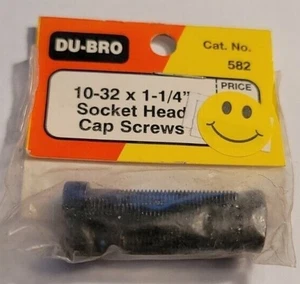 DU-BRO
Cat. No.
582
10-32 x 1-1/4"
Socket Head
Cap Screws
PRICE